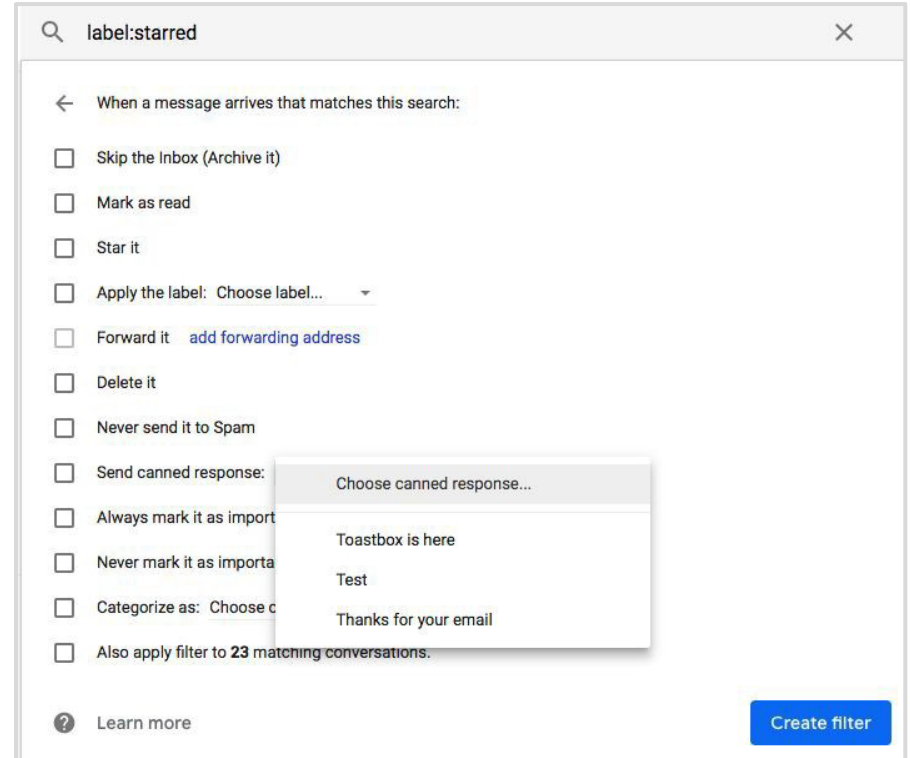 label:starred
When a message arrives that matches this search:
Skip the Inbox (Archive it)
Mark as read
Star it
Apply the label: Choose label...
Forward it add forwarding address
Delete it
Never send it to Spam
Send canned response:
Choose canned response...
Always mark it as import
Toastbox is here
Never mark it as importa
Test
Categorize as: Choose c
Thanks for your email
Also apply filter to 23 matching conversations.
Learn more
Create filter